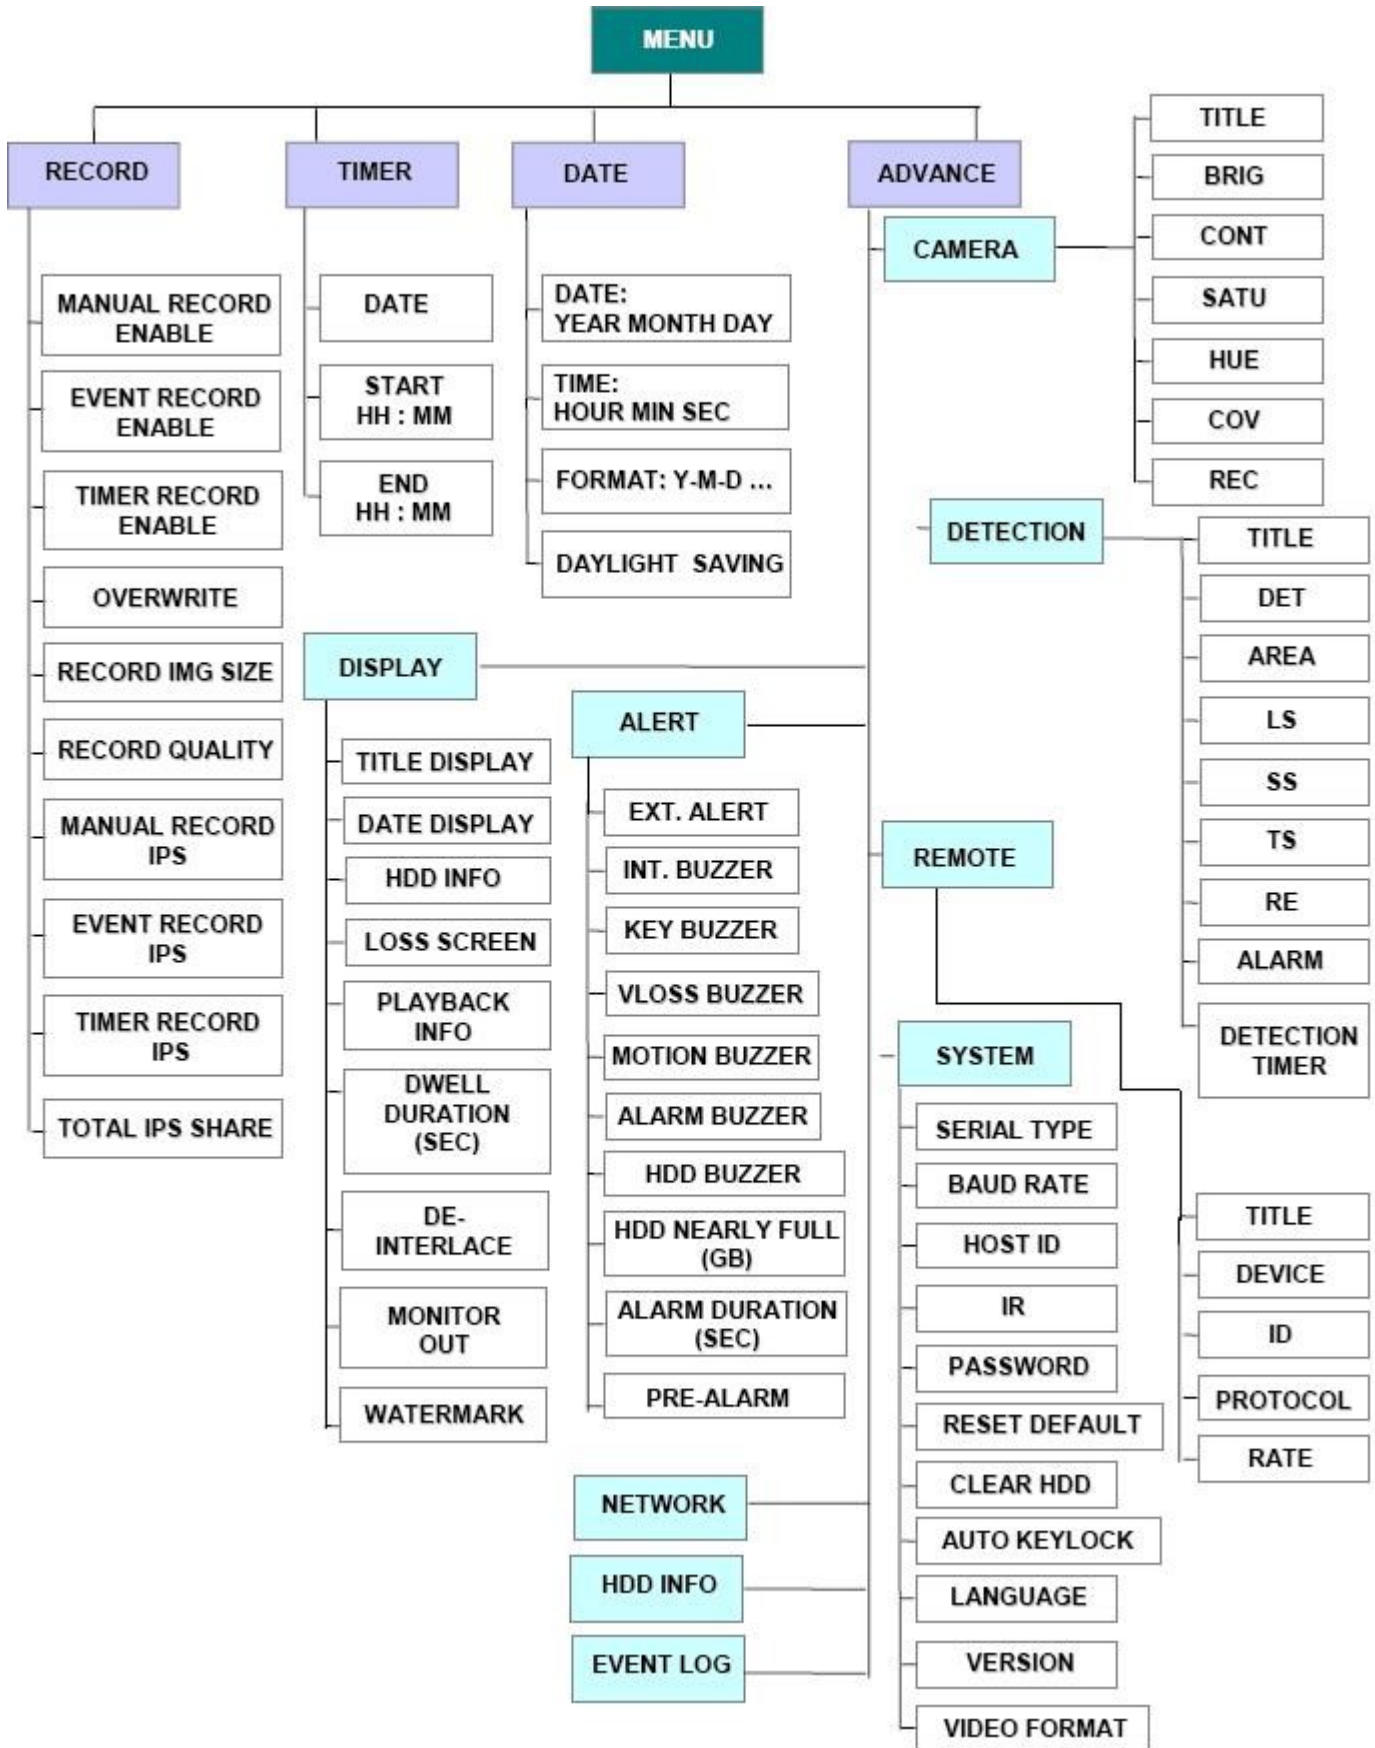 MENU
RECORD
TIMER
DATE
ADVANCE
MANUAL RECORD
ENABLE
EVENT RECORD
ENABLE
TIMER RECORD
ENABLE
OVERWRITE
RECORD IMG SIZE
RECORD QUALITY
MANUAL RECORD
IPS
EVENT RECORD
IPS
TIMER RECORD
IPS
TOTAL IPS SHARE
DATE
START
HH : MM
END
HH : MM
DATE:
YEAR MONTH DAY
TIME:
HOUR MIN SEC
FORMAT: Y-M-D ...
DAYLIGHT SAVING
CAMERA
TITLE
BRIG
CONT
SATU
HUE
COV
REC
DETECTION
TITLE
DET
AREA
LS
SS
TS
RE
ALARM
DETECTION
TIMER
DISPLAY
TITLE DISPLAY
DATE DISPLAY
HDD INFO
LOSS SCREEN
PLAYBACK
INFO
DWELL
DURATION
(SEC)
DE-
INTERLACE
MONITOR
OUT
WATERMARK
ALERT
EXT. ALERT
INT. BUZZER
KEY BUZZER
VLOSS BUZZER
MOTION BUZZER
ALARM BUZZER
HDD BUZZER
HDD NEARLY FULL
(GB)
ALARM DURATION
(SEC)
PRE-ALARM
REMOTE
TITLE
DEVICE
ID
PROTOCOL
RATE
SYSTEM
SERIAL TYPE
BAUD RATE
HOST ID
IR
PASSWORD
RESET DEFAULT
CLEAR HDD
AUTO KEYLOCK
LANGUAGE
VERSION
VIDEO FORMAT
NETWORK
HDD INFO
EVENT LOG